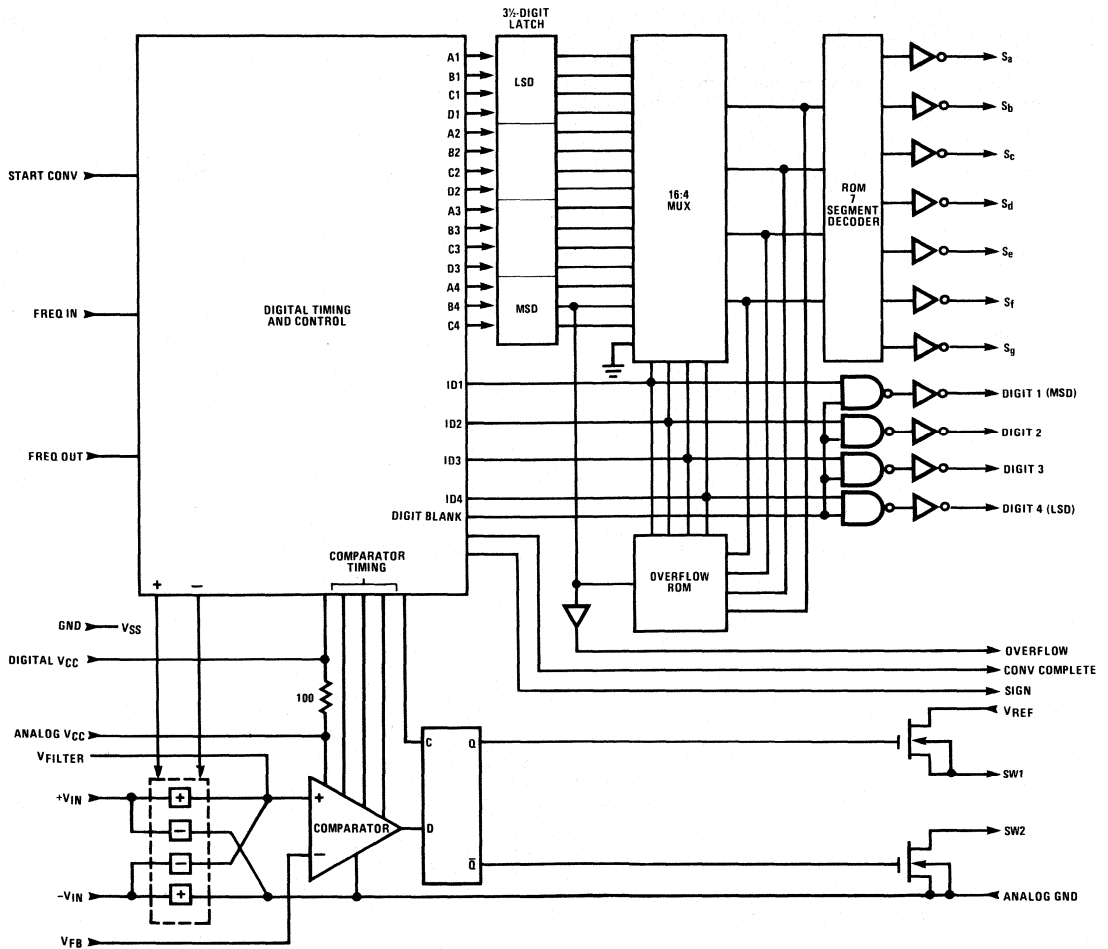 3½-DIGIT
LATCH
A1
B1
C1
D1
A2
B2
C2
D2
A3
B3
C3
D3
A4
B4
C4
LSD
MSD
16:4
MUX
ROM
7
SEGMENT
DECODER
Sa
Sb
Sc
Sd
Se
Sf
Sg
START CONV
FREQ IN
FREQ OUT
DIGITAL TIMING
AND CONTROL
ID1
ID2
ID3
ID4
DIGIT BLANK
DIGIT 1 (MSD)
DIGIT 2
DIGIT 3
DIGIT 4 (LSD)
COMPARATOR
TIMING
+
−
OVERFLOW
ROM
GND
VSS
DIGITAL VCC
100
ANALOG VCC
VFILTER
+VIN
−VIN
VFB
+
−
−
+
+
−
COMPARATOR
C
Q
D
Q̅
OVERFLOW
CONV COMPLETE
SIGN
VREF
SW1
SW2
ANALOG GND